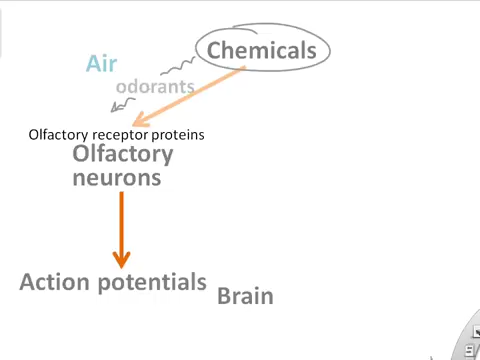 Chemicals
Air
odorants
Olfactory receptor proteins
Olfactory
neurons
Action potentials
Brain